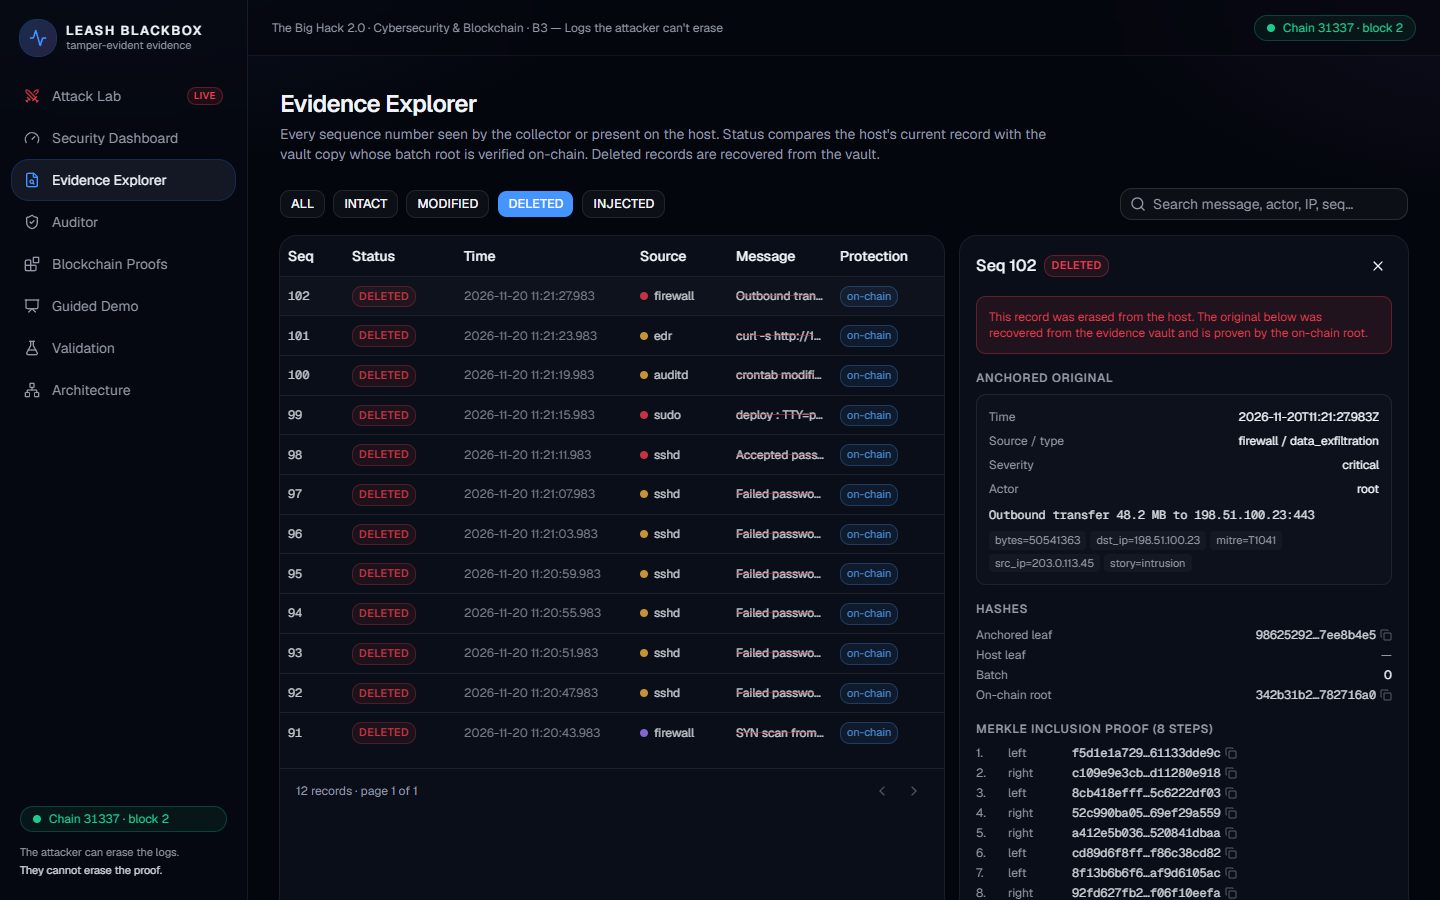 LEASH BLACKBOX
tamper-evident evidence
Attack Lab LIVE
Security Dashboard
Evidence Explorer
Auditor
Blockchain Proofs
Guided Demo
Validation
Architecture
Chain 31337 · block 2
The attacker can erase the logs.
They cannot erase the proof.
The Big Hack 2.0 · Cybersecurity & Blockchain · B3 — Logs the attacker can't erase
Chain 31337 · block 2
Evidence Explorer
Every sequence number seen by the collector or present on the host. Status compares the host's current record with the
vault copy whose batch root is verified on-chain. Deleted records are recovered from the vault.
ALL INTACT MODIFIED DELETED INJECTED
Search message, actor, IP, seq...
Seq Status Time Source Message Protection
102 DELETED 2026-11-20 11:21:27.983 firewall Outbound tran... on-chain
101 DELETED 2026-11-20 11:21:23.983 edr curl -s http://1... on-chain
100 DELETED 2026-11-20 11:21:19.983 auditd crontab modifi... on-chain
99 DELETED 2026-11-20 11:21:15.983 sudo deploy : TTY=p... on-chain
98 DELETED 2026-11-20 11:21:11.983 sshd Accepted pass... on-chain
97 DELETED 2026-11-20 11:21:07.983 sshd Failed passwo... on-chain
96 DELETED 2026-11-20 11:21:03.983 sshd Failed passwo... on-chain
95 DELETED 2026-11-20 11:20:59.983 sshd Failed passwo... on-chain
94 DELETED 2026-11-20 11:20:55.983 sshd Failed passwo... on-chain
93 DELETED 2026-11-20 11:20:51.983 sshd Failed passwo... on-chain
92 DELETED 2026-11-20 11:20:47.983 sshd Failed passwo... on-chain
91 DELETED 2026-11-20 11:20:43.983 firewall SYN scan from... on-chain
12 records · page 1 of 1
Seq 102 DELETED
This record was erased from the host. The original below was
recovered from the evidence vault and is proven by the on-chain root.
ANCHORED ORIGINAL
Time 2026-11-20T11:21:27.983Z
Source / type firewall / data_exfiltration
Severity critical
Actor root
Outbound transfer 48.2 MB to 198.51.100.23:443
bytes=50541363 dst_ip=198.51.100.23 mitre=T1041
src_ip=203.0.113.45 story=intrusion
HASHES
Anchored leaf 98625292…7ee8b4e5
Host leaf —
Batch 0
On-chain root 342b31b2…782716a0
MERKLE INCLUSION PROOF (8 STEPS)
1. left f5d1e1a729…61133dde9c
2. right c109e9e3cb…d11280e918
3. left 8cb418efff…5c6222df03
4. right 52c990ba05…69ef29a559
5. right a412e5b036…520841dbaa
6. left cd89d6f8ff…f86c38cd82
7. left 8f13b6b6f6…af9d6105ac
8. right 92fd627fb2…f06f10eefa